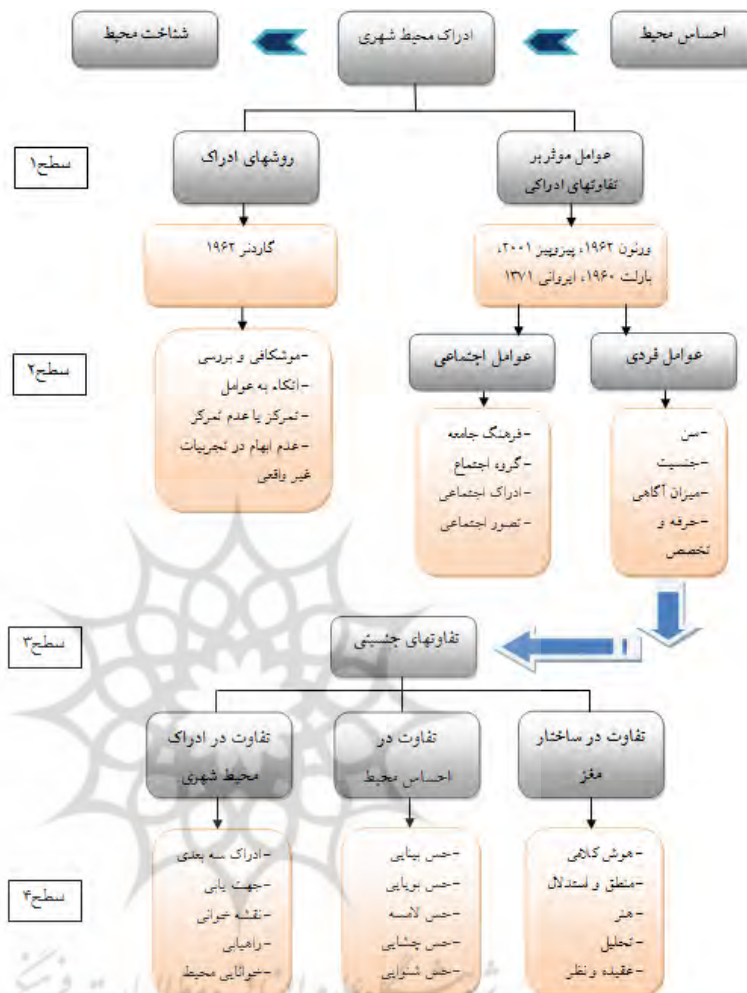 احساس محیط
ادراک محیط شهری
شناخت محیط
سطح۱
عوامل موثر بر
تفاوتهای ادراکی
روشهای ادراک
ورنون ۱۹۶۲، پیزوپیز ۲۰۰۱،
بارلت ۱۹۶۰، ایروانی ۱۳۷۱
گاردنر ۱۹۶۲
سطح۲
عوامل فردی
عوامل اجتماعی
-موشکافی و بررسی
-اتکاء به عوامل
-تمرکز یا عدم تمرکز
-عدم ابهام در تجربیات
غیر واقعی
-سن
-جنسیت
-میزان آگاهی
-حرفه و
تخصص
-فرهنگ جامعه
-گروه اجتماع
-ادراک اجتماعی
-تصور اجتماعی
سطح۳
تفاوتهای جنسیتی
تفاوت در ساختار
مغز
تفاوت در
احساس محیط
تفاوت در ادراک
محیط شهری
سطح۴
-هوش کلامی
-منطق و استدلال
-هنر
-تحلیل
-عقیده و نظر
-حس بینایی
-حس بویایی
-حس لامسه
-حس چشایی
-حس شنوایی
-ادراک سه بعدی
-جهت یابی
-نقشه خوانی
-راهیابی
-خوانایی محیط